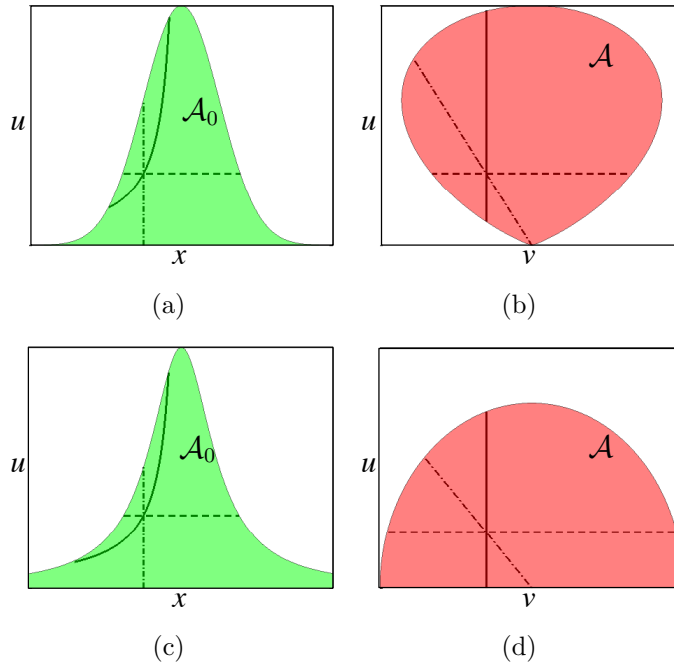 u 𝒜₀ u 𝒜
x v
(a) (b)
u 𝒜₀ u 𝒜
x v
(c) (d)